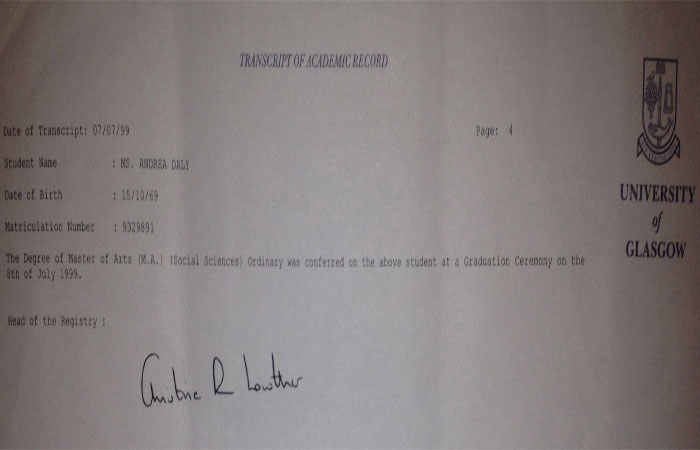 TRANSCRIPT OF ACADEMIC RECORD
Date of Transcript: 07/07/99 Page: 4
Student Name : MS. ANDREA DALY
Date of Birth : 15/10/69
Matriculation Number : 9329891
UNIVERSITY
of
GLASGOW
The Degree of Master of Arts (M.A.) (Social Sciences) Ordinary was conferred on the above student at a Graduation Ceremony on the
8th of July 1999.
Head of the Registry :
Christine R Lowther